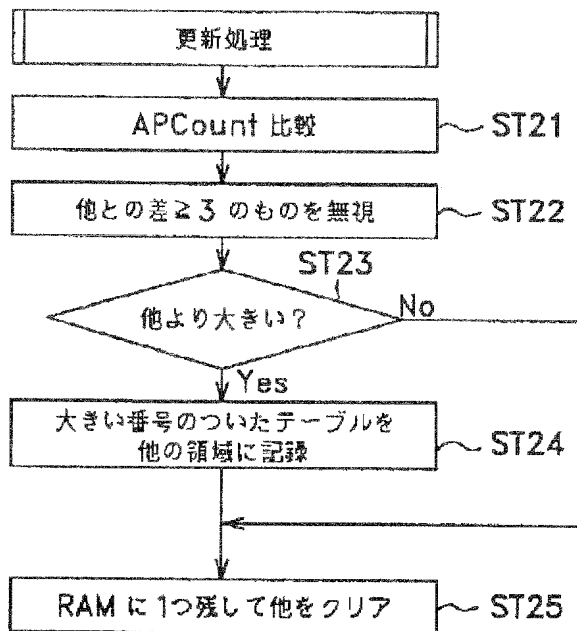 更新処理
APCount 比較
ST21
他との差≧3のものを無視
ST22
ST23
他より大きい?
No
Yes
大きい番号のついたテーブルを
他の領域に記録
ST24
RAMに1つ残して他をクリア
ST25